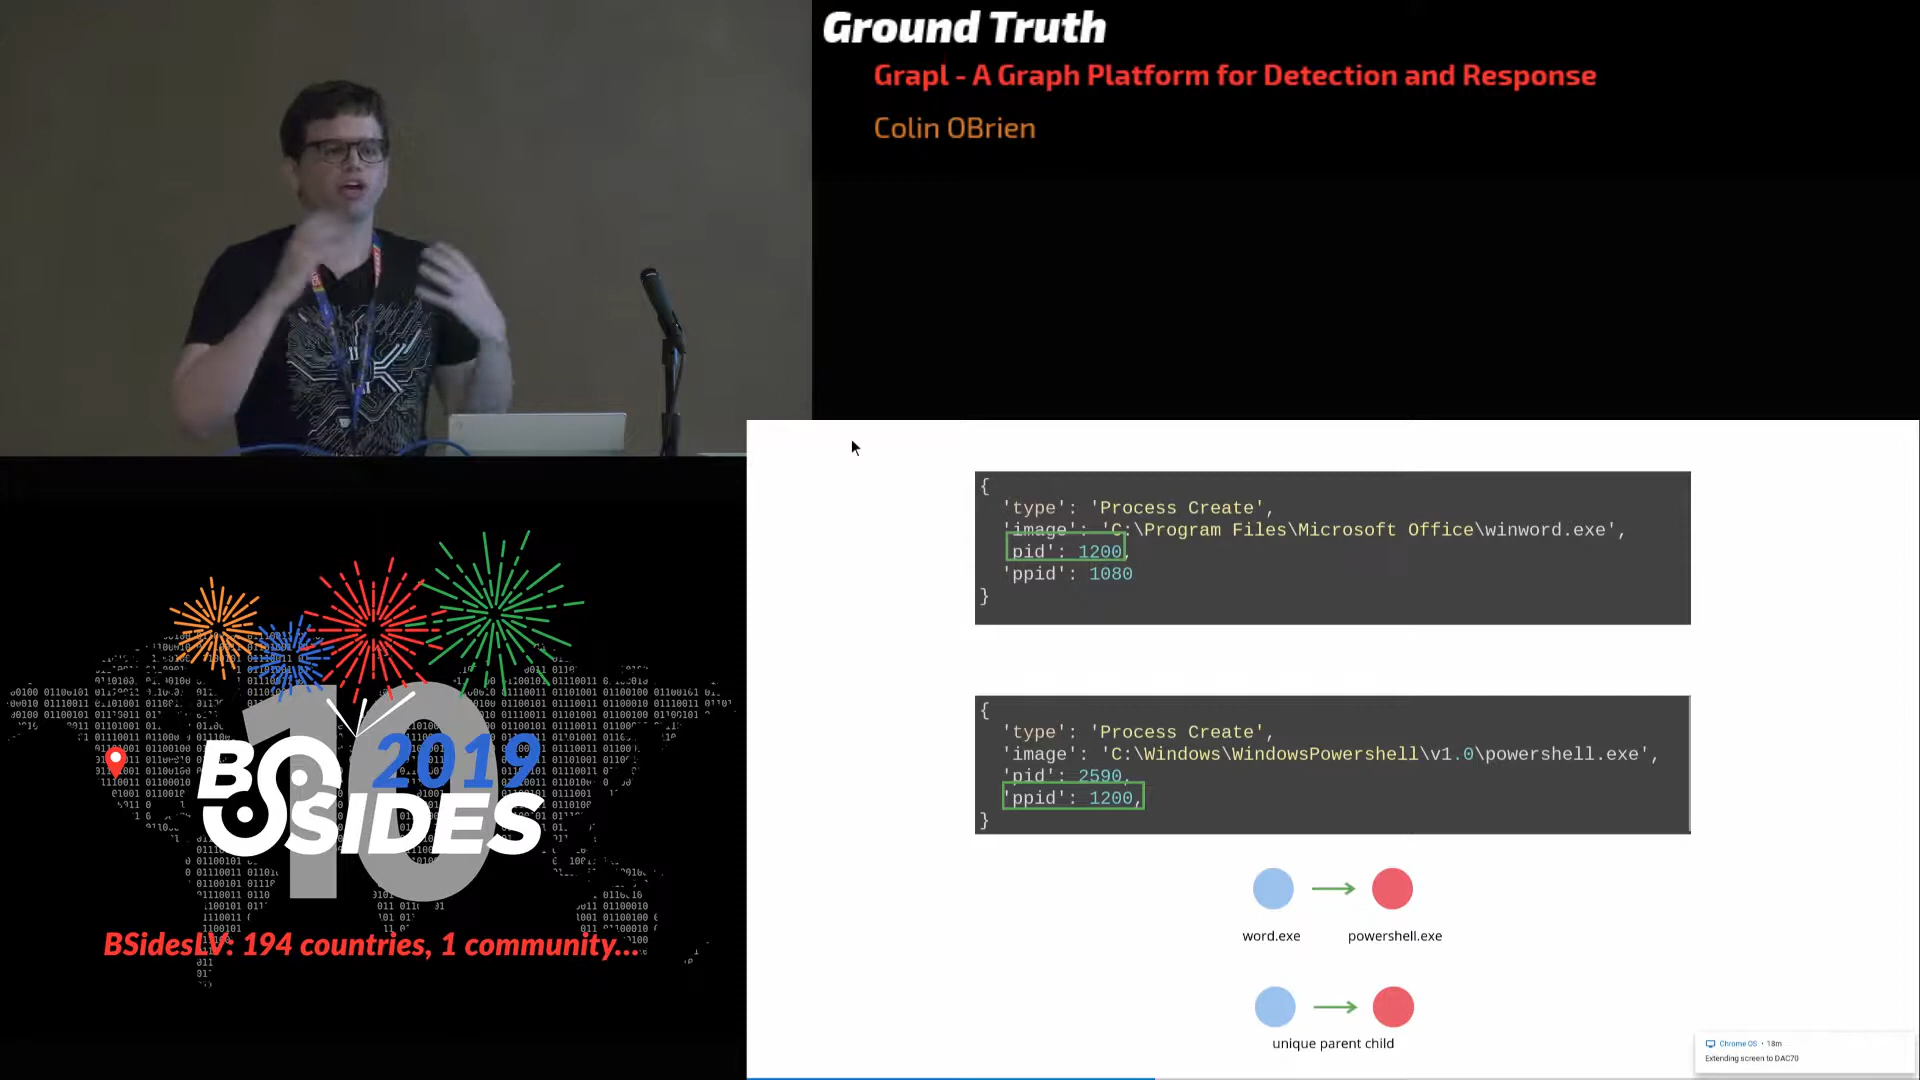 Ground Truth
Grapl - A Graph Platform for Detection and Response
Colin OBrien
{
'type': 'Process Create',
'image': 'C:\Program Files\Microsoft Office\winword.exe',
pid': 1200,
'ppid': 1080
}
{
'type': 'Process Create',
'image': 'C:\Windows\WindowsPowershell\v1.0\powershell.exe',
'pid': 2590,
'ppid': 1200,
}
word.exe
powershell.exe
unique parent child
Chrome OS • 18m
Extending screen to DAC70
10
2019
BSIDES
BSidesLV: 194 countries, 1 community...